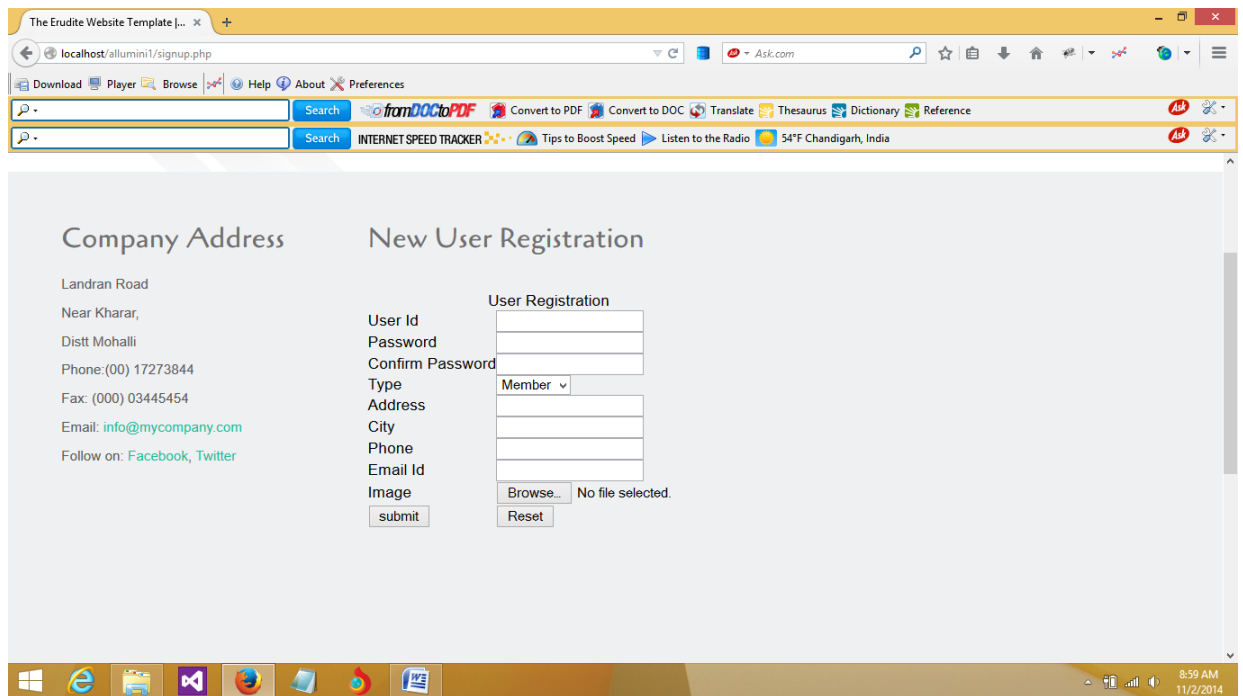 The Erudite Website Template |... × +
localhost/allumini1/signup.php Ask.com
Download Player Browse Help About Preferences
Search fromDOCtoPDF Convert to PDF Convert to DOC Translate Thesaurus Dictionary Reference Ask
Search INTERNET SPEED TRACKER Tips to Boost Speed Listen to the Radio 54°F Chandigarh, India Ask
Company Address
Landran Road
Near Kharar,
Distt Mohalli
Phone:(00) 17273844
Fax: (000) 03445454
Email: info@mycompany.com
Follow on: Facebook, Twitter
New User Registration
User Registration
User Id
Password
Confirm Password
Type Member
Address
City
Phone
Email Id
Image Browse... No file selected.
submit Reset
8:59 AM
11/2/2014